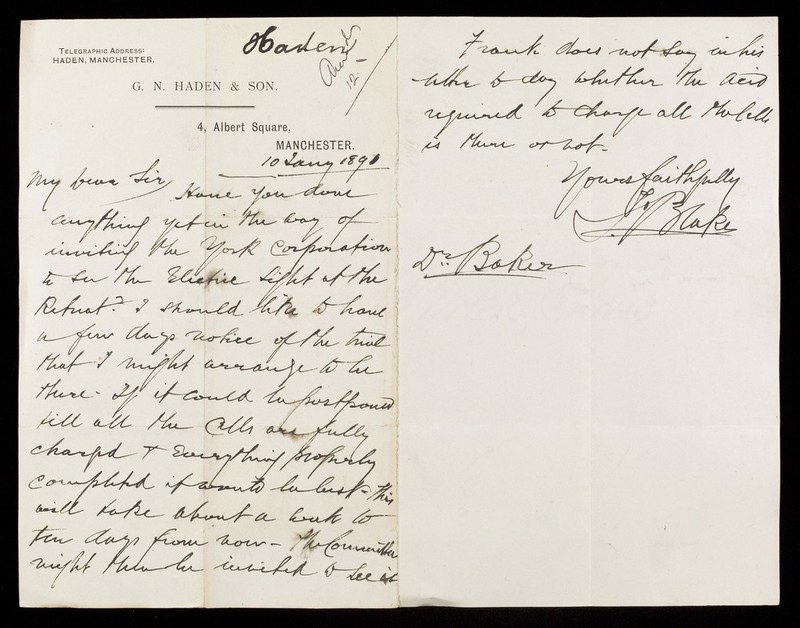 TELEGRAPHIC ADDRESS:
HADEN, MANCHESTER.
Haden
Ansd
12
G. N. HADEN & SON.
4, Albert Square,
MANCHESTER.
10 Jany 1896
My Dear Sir
Have you done
anything yet in the way of
inviting the York Corporation
to see the Electric Light at the
Retreat? I should like to have
a few days notice of the trial
that I might arrange to be
there - If it could be postponed
till all the Cells are fully
charged & Everything properly
completed it would be best - this
will take about a week to
ten days from now - The Committee
might then be invited to see it
Frank does not say in his
letter to day whether the acid
required to charge all the Cells
is there or not -
Yours faithfully
Blake
Dr. Baker